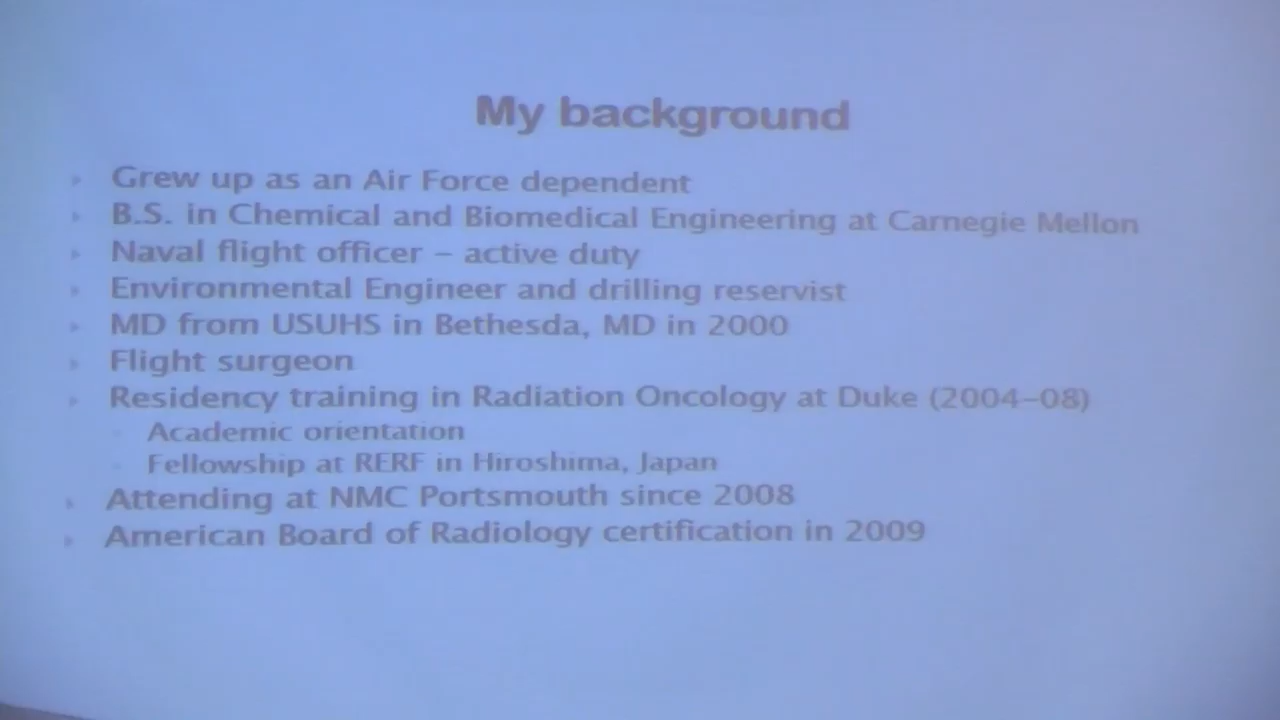 My background
Grew up as an Air Force dependent
B.S. in Chemical and Biomedical Engineering at Carnegie Mellon
Naval flight officer – active duty
Environmental Engineer and drilling reservist
MD from USUHS in Bethesda, MD in 2000
Flight surgeon
Residency training in Radiation Oncology at Duke (2004–08)
Academic orientation
Fellowship at RERF in Hiroshima, Japan
Attending at NMC Portsmouth since 2008
American Board of Radiology certification in 2009